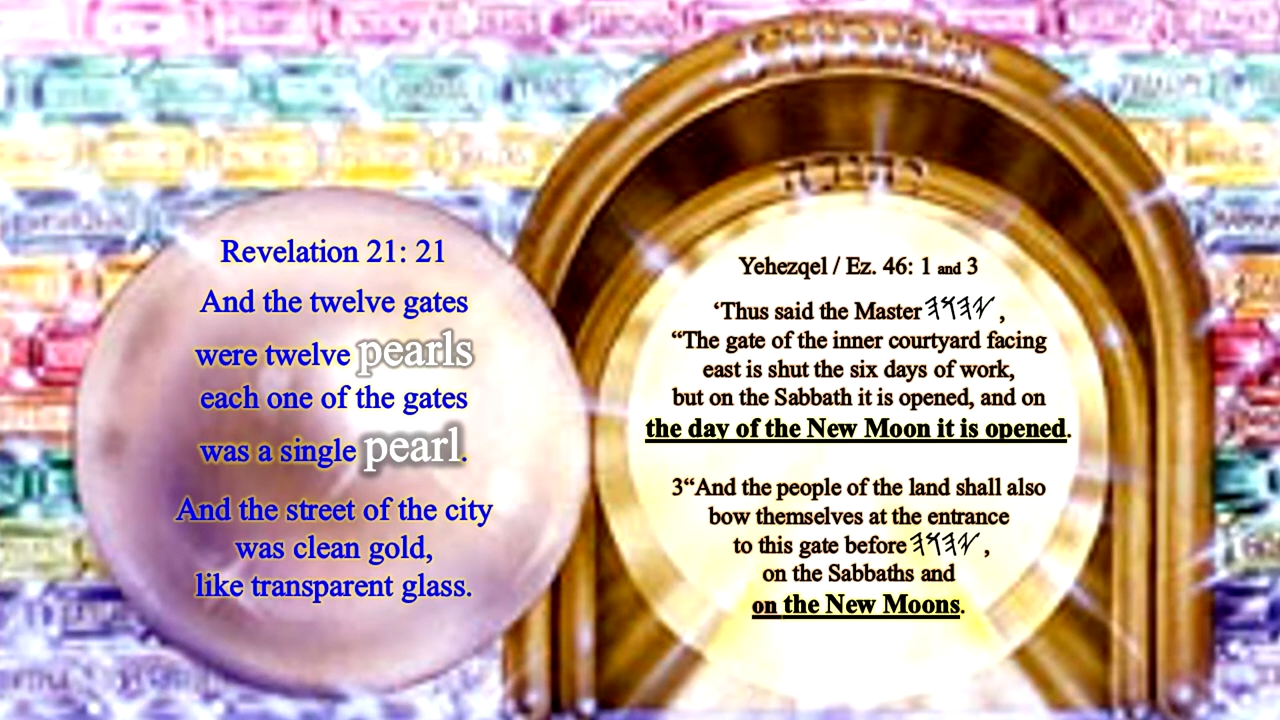 Revelation 21: 21
And the twelve gates
were twelve pearls
each one of the gates
was a single pearl.
And the street of the city
was clean gold,
like transparent glass.
Yehezqel / Ez. 46: 1 and 3
‘Thus said the Master 𐤉𐤄𐤅𐤄 ,
“The gate of the inner courtyard facing
east is shut the six days of work,
but on the Sabbath it is opened, and on
the day of the New Moon it is opened.
3“And the people of the land shall also
bow themselves at the entrance
to this gate before 𐤉𐤄𐤅𐤄 ,
on the Sabbaths and
on the New Moons.